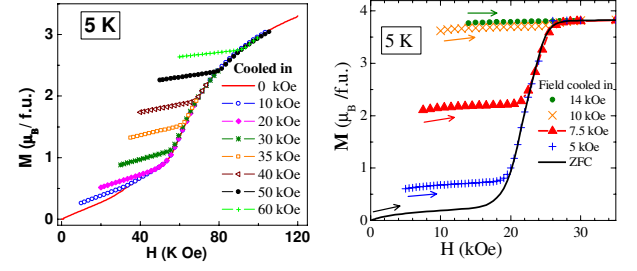 5 K
M (μB/ f.u.)
3
2
1
0
0
40
80
120
H (K Oe)
Cooled in
0 kOe
10 kOe
20 kOe
30 kOe
35 kOe
40 kOe
50 kOe
60 kOe
5 K
M (μB /f.u.)
4
3
2
1
0
0
10
20
30
H (kOe)
Field cooled in
14 kOe
10 kOe
7.5 kOe
5 kOe
ZFC